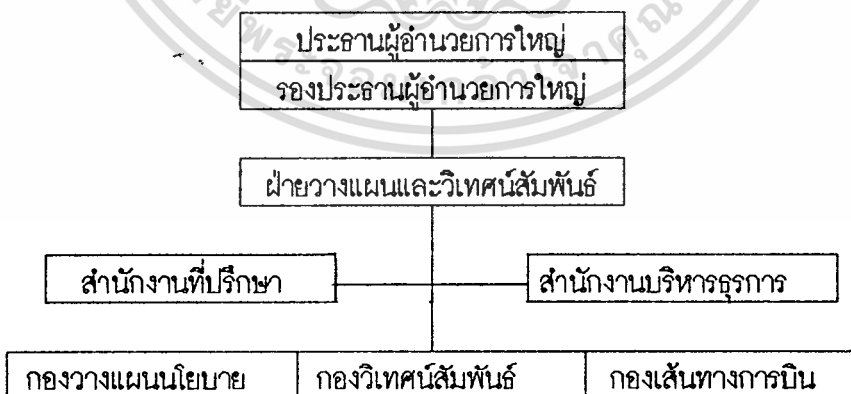 ประธานผู้อำนวยการใหญ่
รองประธานผู้อำนวยการใหญ่
ฝ่ายวางแผนและวิเทศน์สัมพันธ์
สำนักงานที่ปรึกษา
สำนักงานบริหารธุรการ
กองวางแผนนโยบาย
กองวิเทศน์สัมพันธ์
กองเส้นทางการบิน